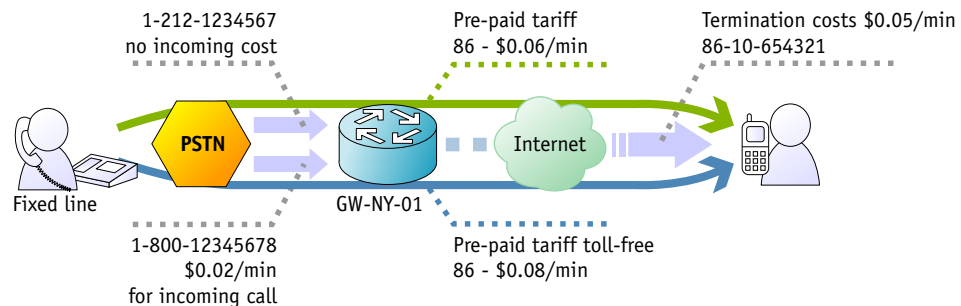 1-212-1234567
no incoming cost
Pre-paid tariff
86 - $0.06/min
Termination costs $0.05/min
86-10-654321
PSTN
Internet
Fixed line
GW-NY-01
1-800-12345678
$0.02/min
for incoming call
Pre-paid tariff toll-free
86 - $0.08/min